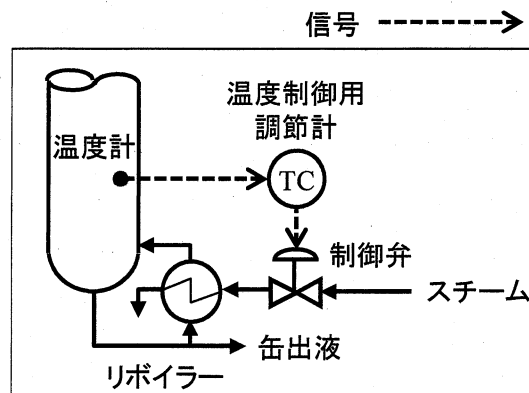 信号
温度制御用
調節計
温度計
TC
制御弁
スチーム
缶出液
リボイラー